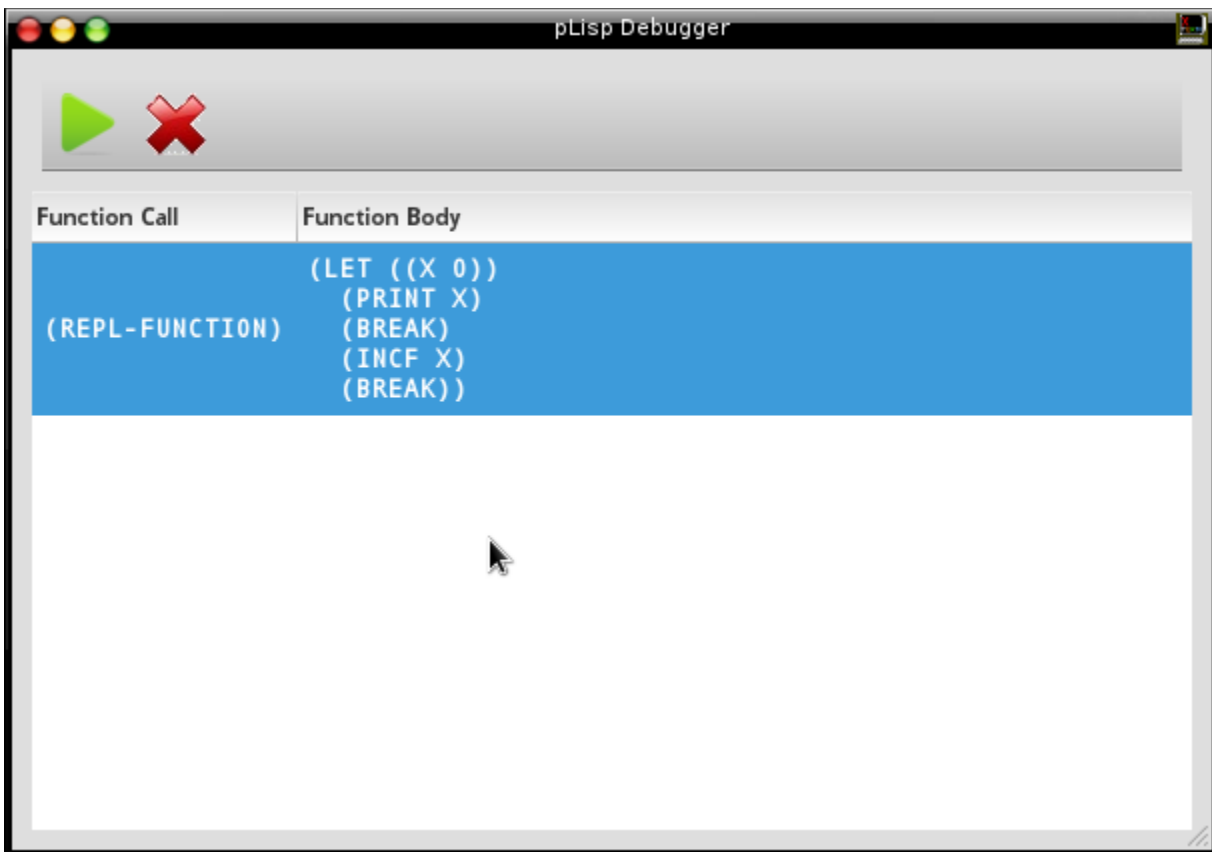 pLisp Debugger
Function Call Function Body
(LET ((X 0))
(PRINT X)
(REPL-FUNCTION) (BREAK)
(INCF X)
(BREAK))